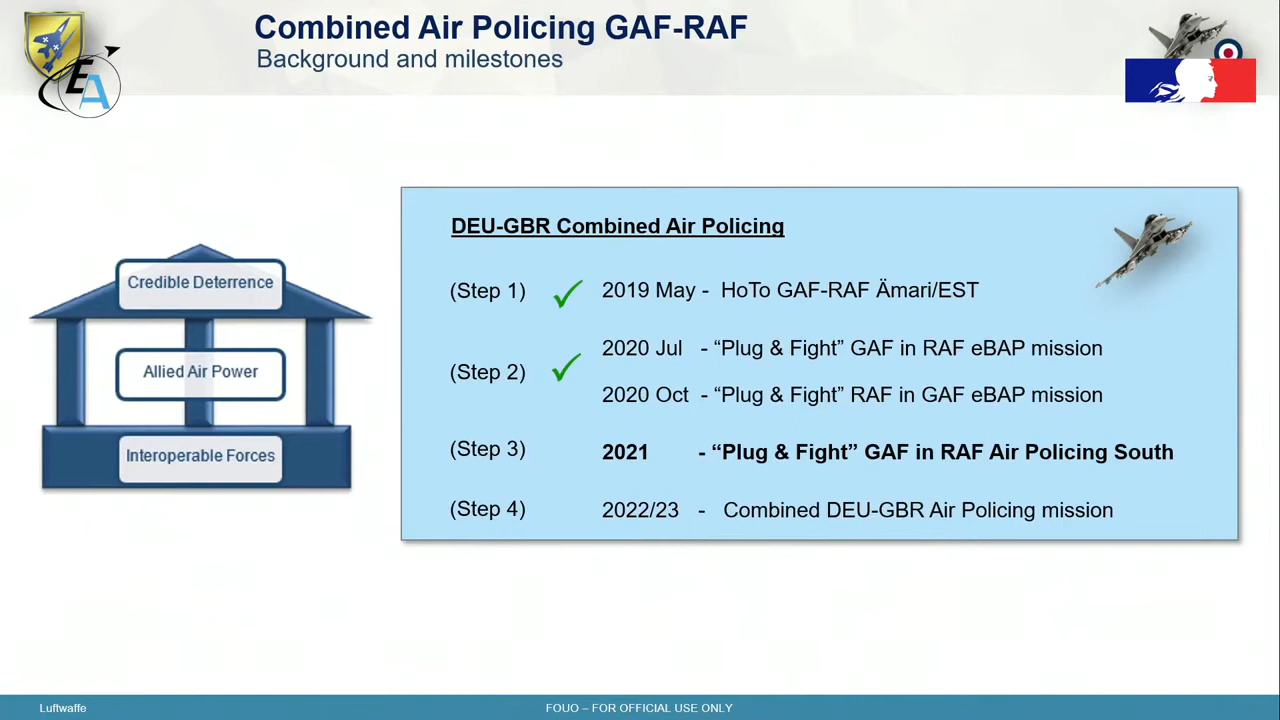 Combined Air Policing GAF-RAF
Background and milestones
EA
Credible Deterrence
Allied Air Power
Interoperable Forces
DEU-GBR Combined Air Policing
(Step 1) ✓ 2019 May - HoTo GAF-RAF Ämari/EST
2020 Jul - “Plug & Fight” GAF in RAF eBAP mission
(Step 2) ✓
2020 Oct - “Plug & Fight” RAF in GAF eBAP mission
(Step 3) 2021 - “Plug & Fight” GAF in RAF Air Policing South
(Step 4) 2022/23 - Combined DEU-GBR Air Policing mission
Luftwaffe
FOUO – FOR OFFICIAL USE ONLY